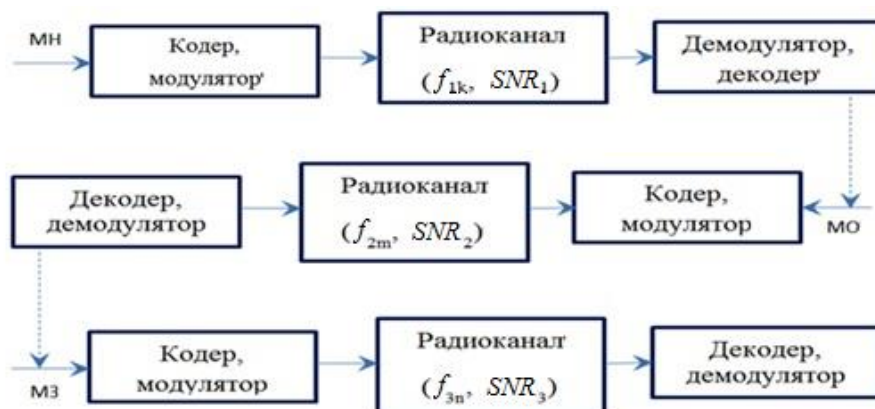 МН
Кодер,
модулятор'
Радиоканал
(f1k, SNR1)
Демодулятор,
декодер'
Декодер,
демодулятор
Радиоканал
(f2m, SNR2)
Кодер,
модулятор
МО
МЗ
Кодер,
модулятор
Радиоканал
(f3n, SNR3)
Декодер,
демодулятор